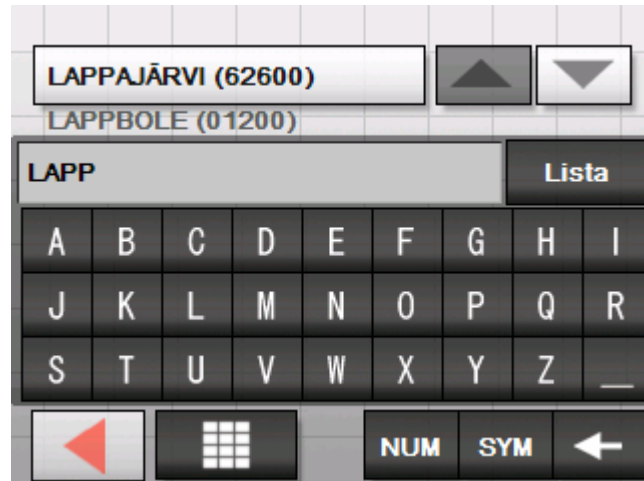 LAPPAJÄRVI (62600)
LAPPBOLE (01200)
LAPP Lista
A B C D E F G H I
J K L M N O P Q R
S T U V W X Y Z _
NUM SYM